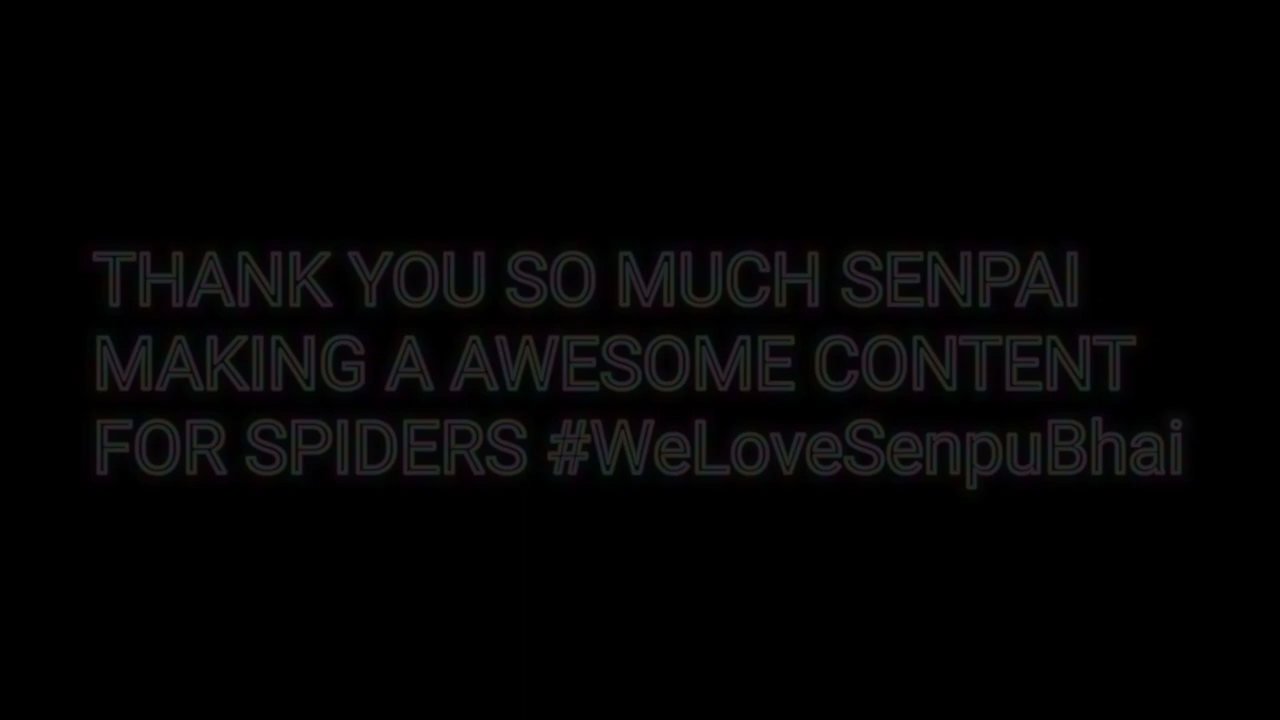 THANK YOU SO MUCH SENPAI
MAKING A AWESOME CONTENT
FOR SPIDERS #WeLoveSenpuBhai